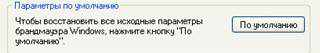 Параметры по умолчанию
Чтобы восстановить все исходные параметры
брандмауэра Windows, нажмите кнопку "По
умолчанию".
По умолчанию